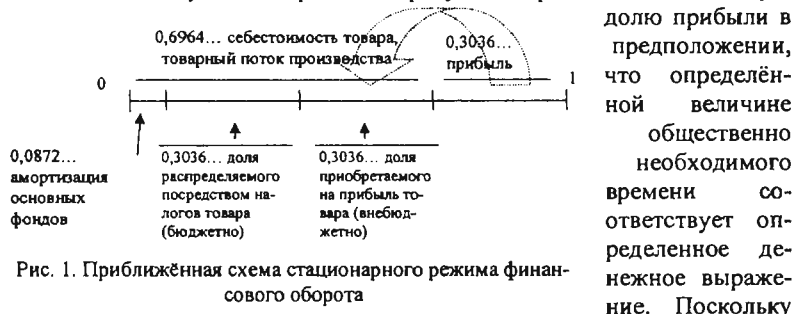 0,6964... себестоимость товара,
товарный поток производства
0,3036...
прибыль
0
1
0,0872...
амортизация
основных
фондов
0,3036... доля
распределяемого
посредством на-
логов товара
(бюджетно)
0,3036... доля
приобретаемого
на прибыль то-
вара (внебюд-
жетно)
Рис. 1. Приближённая схема стационарного режима финан-
сового оборота
долю прибыли в
предположении,
что определён-
ной величине
общественно
необходимого
времени со-
ответствует оп-
ределенное де-
нежное выраже-
ние. Поскольку